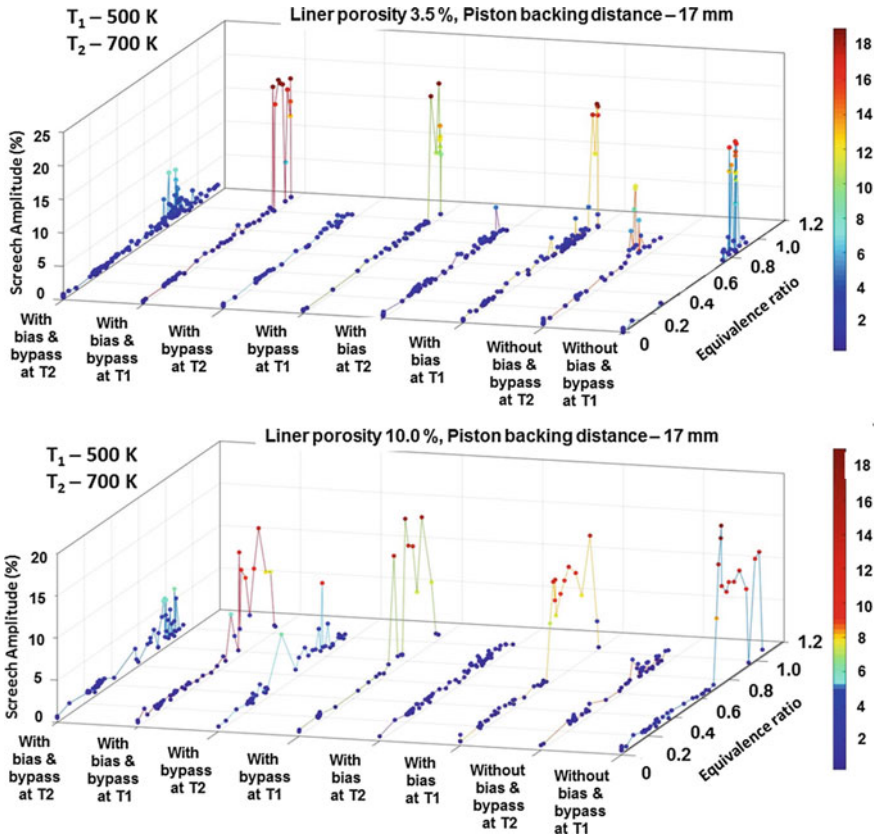 T1 – 500 K
T2 – 700 K
Liner porosity 3.5%, Piston backing distance – 17 mm
Screech Amplitude (%)
25
20
15
10
5
0
With bias & bypass at T2
With bias & bypass at T1
With bypass at T2
With bypass at T1
With bias at T2
With bias at T1
Without bias & bypass at T2
Without bias & bypass at T1
0
0.2
0.4
0.6
0.8
1.0
1.2
Equivalence ratio
18
16
14
12
10
8
6
4
2
T1 – 500 K
T2 – 700 K
Liner porosity 10.0 %, Piston backing distance – 17 mm
Screech Amplitude (%)
20
15
10
5
0
With bias & bypass at T2
With bias & bypass at T1
With bypass at T2
With bypass at T1
With bias at T2
With bias at T1
Without bias & bypass at T2
Without bias & bypass at T1
0
0.2
0.4
0.6
0.8
1.0
1.2
Equivalence ratio
18
16
14
12
10
8
6
4
2